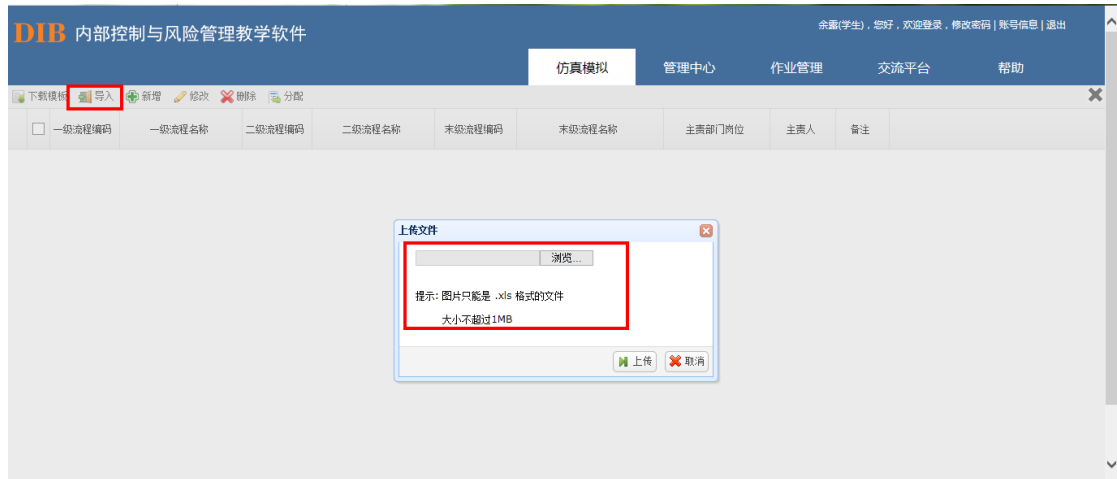 DIB 内部控制与风险管理教学软件
余露(学生)，您好，欢迎登录，修改密码 | 账号信息 | 退出
仿真模拟 管理中心 作业管理 交流平台 帮助
下载模板 导入 新增 修改 删除 分配
一级流程编码 一级流程名称 二级流程编码 二级流程名称 末级流程编码 末级流程名称 主责部门岗位 主责人 备注
上传文件
浏览...
提示: 图片只能是 .xls 格式的文件
大小不超过1MB
上传 取消